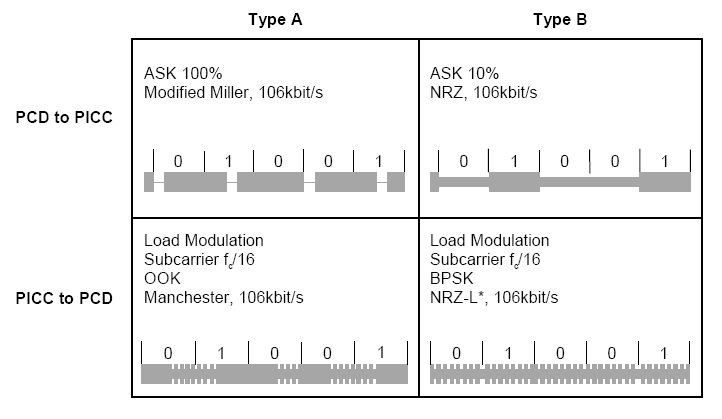 Type A
Type B
PCD to PICC
ASK 100%
Modified Miller, 106kbit/s
0 1 0 0 1
ASK 10%
NRZ, 106kbit/s
0 1 0 0 1
PICC to PCD
Load Modulation
Subcarrier fc/16
OOK
Manchester, 106kbit/s
0 1 0 0 1
Load Modulation
Subcarrier fc/16
BPSK
NRZ-L*, 106kbit/s
0 1 0 0 1